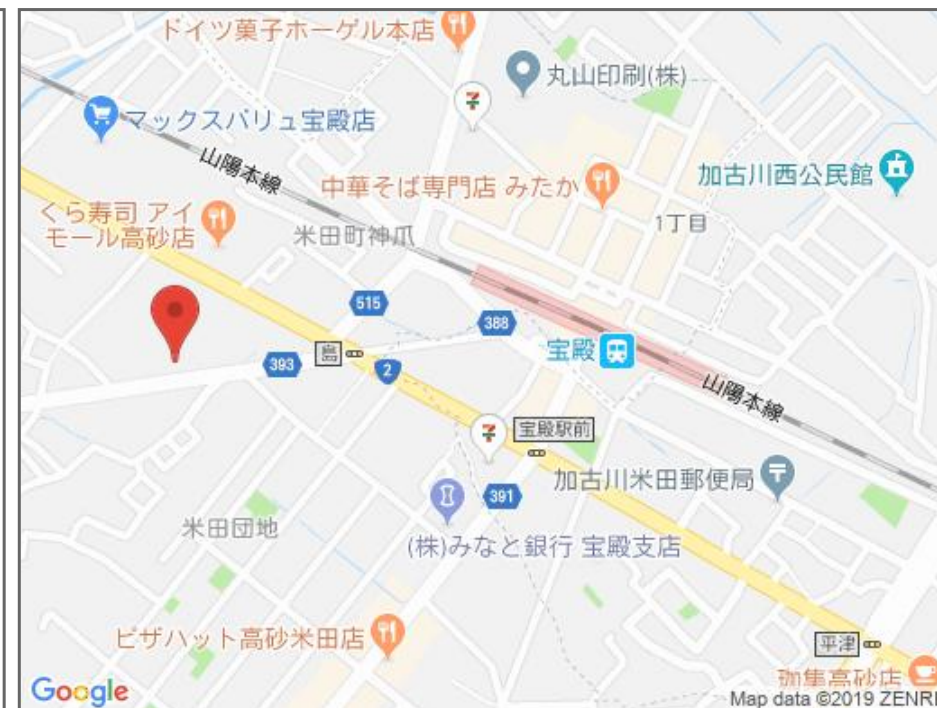 ドイツ菓子ホーゲル本店
丸山印刷(株)
マックスバリュ宝殿店
山陽本線
中華そば専門店 みたか
加古川西公民館
1丁目
くら寿司 アイ
モール高砂店
米田町神爪
515
388
宝殿
393
島
2
山陽本線
宝殿駅前
加古川米田郵便局
391
米田団地
(株)みなと銀行 宝殿支店
ピザハット高砂米田店
平津
珈集高砂店
Google
Map data ©2019 ZENRI